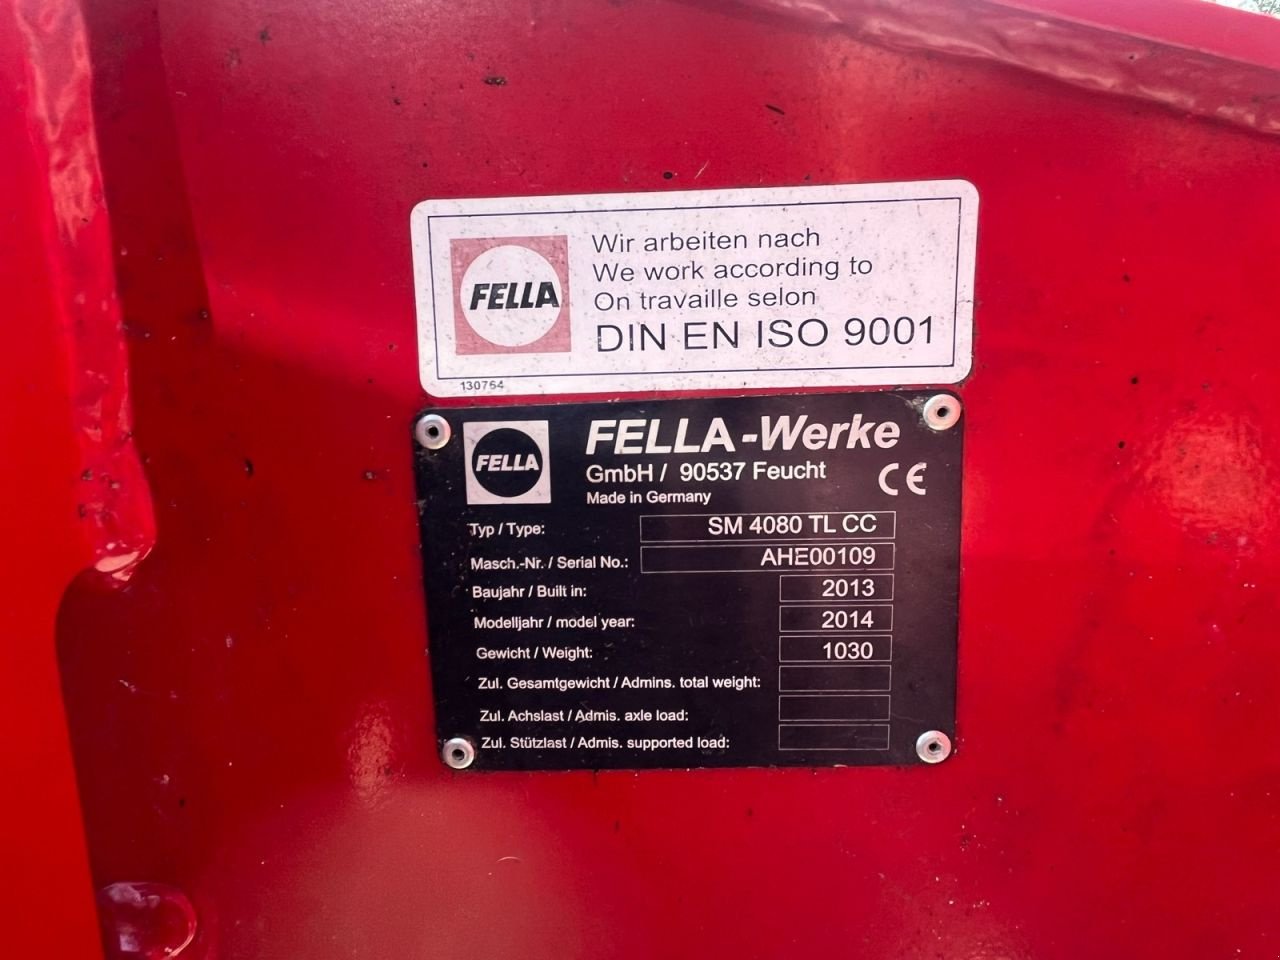 FELLA
Wir arbeiten nach
We work according to
On travaille selon
DIN EN ISO 9001
130764
FELLA
FELLA-Werke
GmbH / 90537 Feucht
Made in Germany
CE
Typ / Type: SM 4080 TL CC
Masch.-Nr. / Serial No.: AHE00109
Baujahr / Built in: 2013
Modelljahr / model year: 2014
Gewicht / Weight: 1030
Zul. Gesamtgewicht / Admins. total weight:
Zul. Achslast / Admis. axle load:
Zul. Stützlast / Admis. supported load: